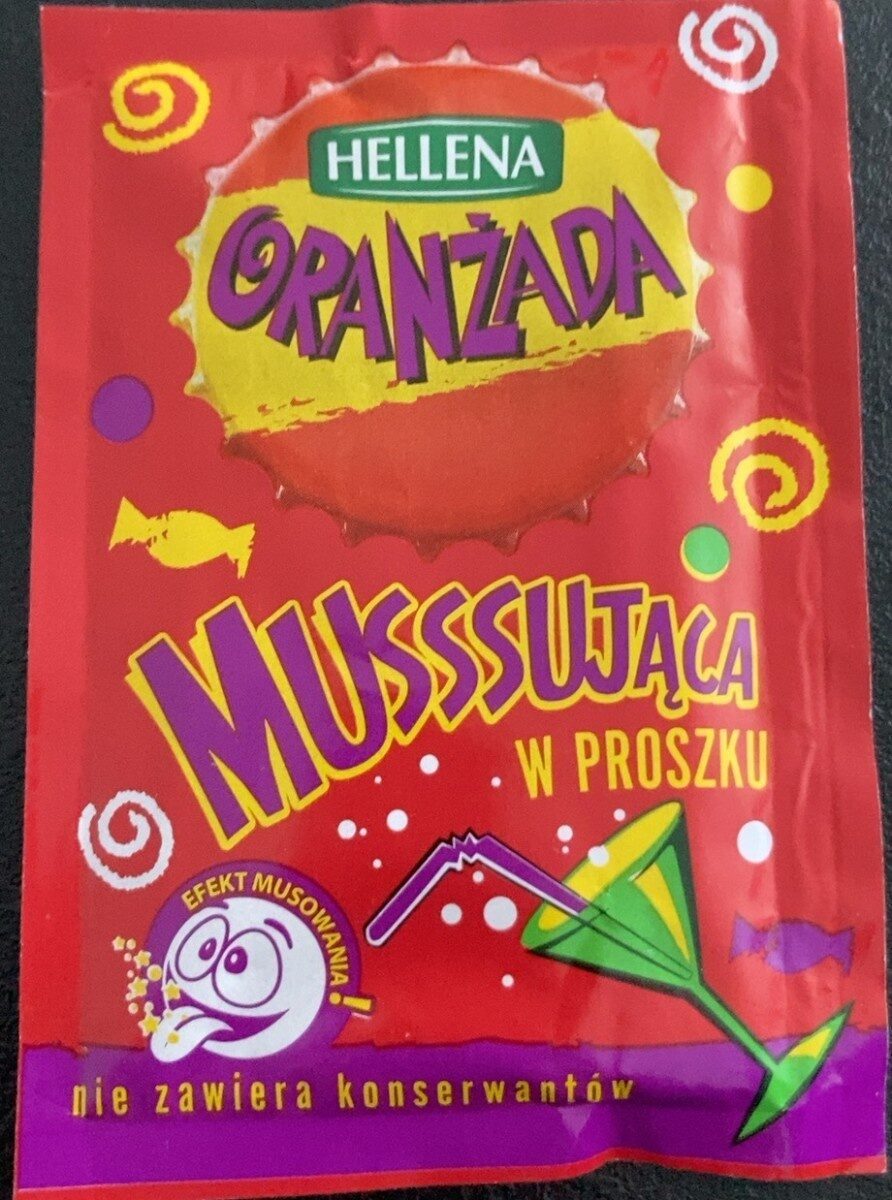 HELLENA
ORANŻADA
MUSSSUJĄCA
W PROSZKU
EFEKT MUSOWANIA!
nie zawiera konserwantów